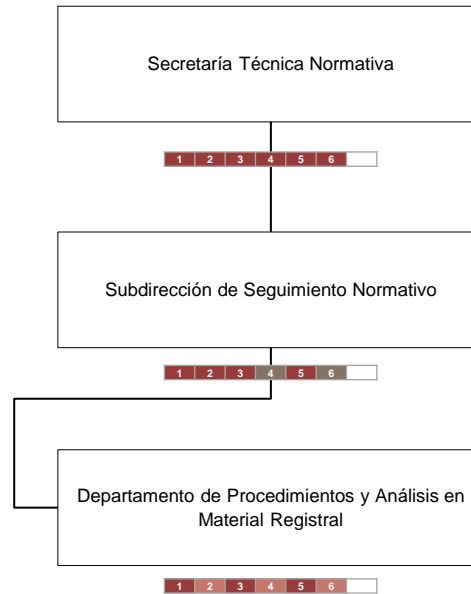 Secretaría Técnica Normativa
1 2 3 4 5 6
Subdirección de Seguimiento Normativo
1 2 3 4 5 6
Departamento de Procedimientos y Análisis en
Material Registral
1 2 3 4 5 6